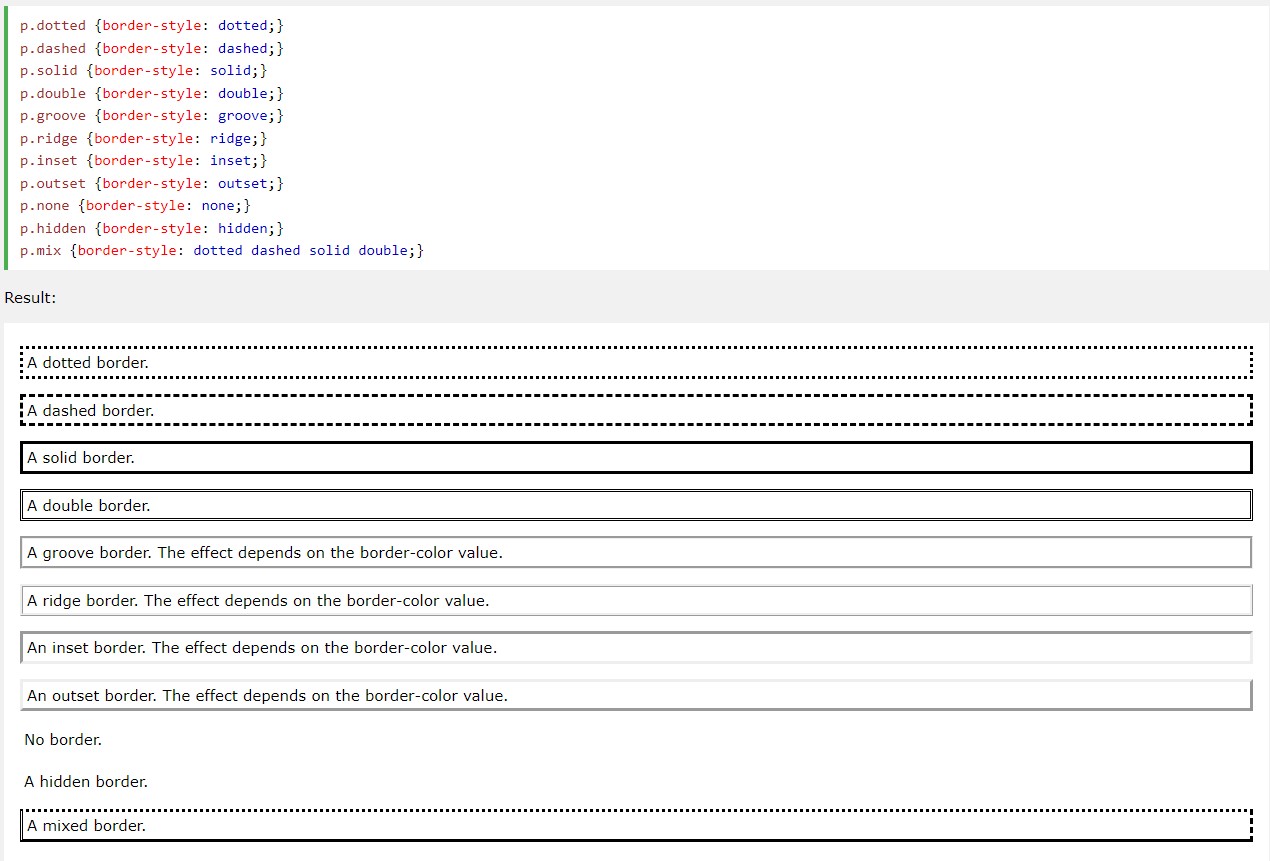 p.dotted {border-style: dotted;}
p.dashed {border-style: dashed;}
p.solid {border-style: solid;}
p.double {border-style: double;}
p.groove {border-style: groove;}
p.ridge {border-style: ridge;}
p.inset {border-style: inset;}
p.outset {border-style: outset;}
p.none {border-style: none;}
p.hidden {border-style: hidden;}
p.mix {border-style: dotted dashed solid double;}
Result:
A dotted border.
A dashed border.
A solid border.
A double border.
A groove border. The effect depends on the border-color value.
A ridge border. The effect depends on the border-color value.
An inset border. The effect depends on the border-color value.
An outset border. The effect depends on the border-color value.
No border.
A hidden border.
A mixed border.